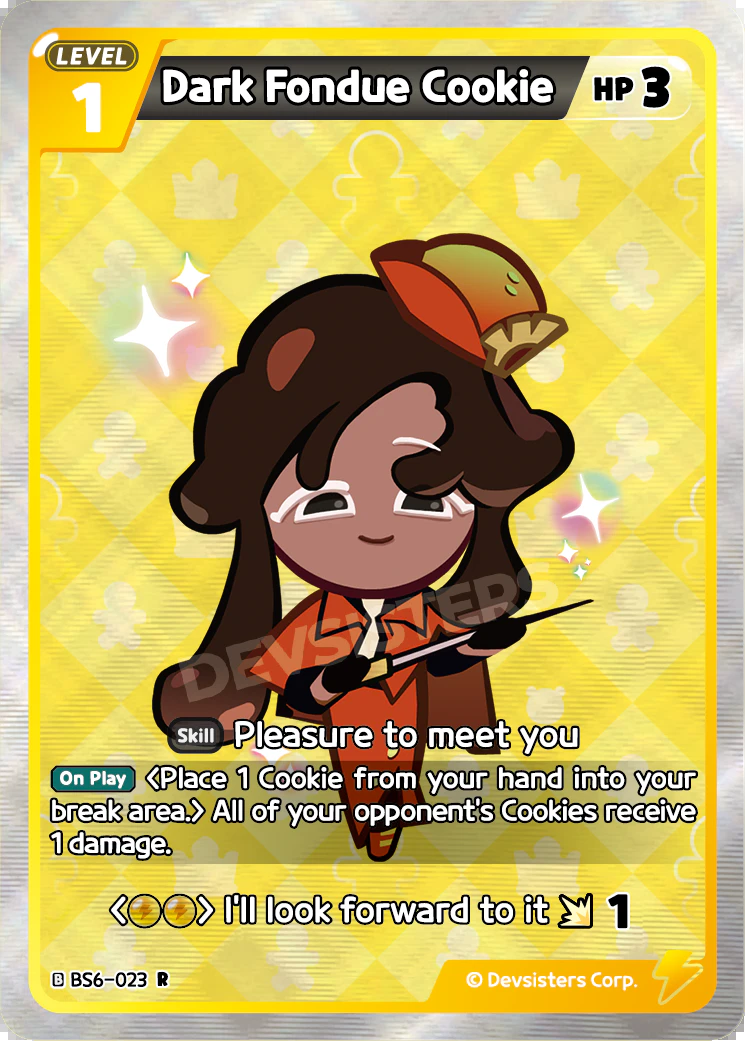 LEVEL
1
Dark Fondue Cookie
HP 3
DEVSISTERS
Skill Pleasure to meet you
On Play <Place 1 Cookie from your hand into your
break area.> All of your opponent's Cookies receive
1 damage.
< > I'll look forward to it 1
B BS6-023 R
© Devsisters Corp.